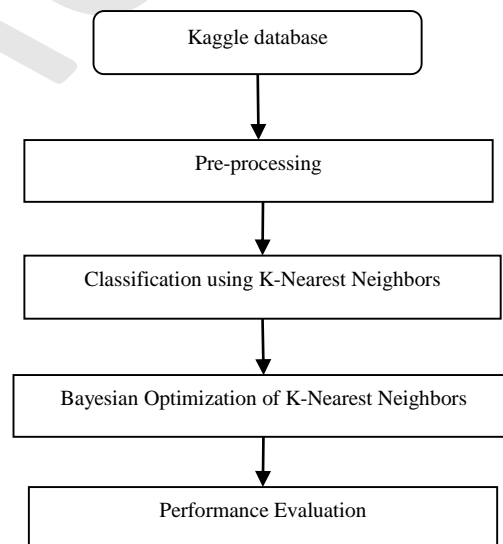 Kaggle database
Pre-processing
Classification using K-Nearest Neighbors
Bayesian Optimization of K-Nearest Neighbors
Performance Evaluation